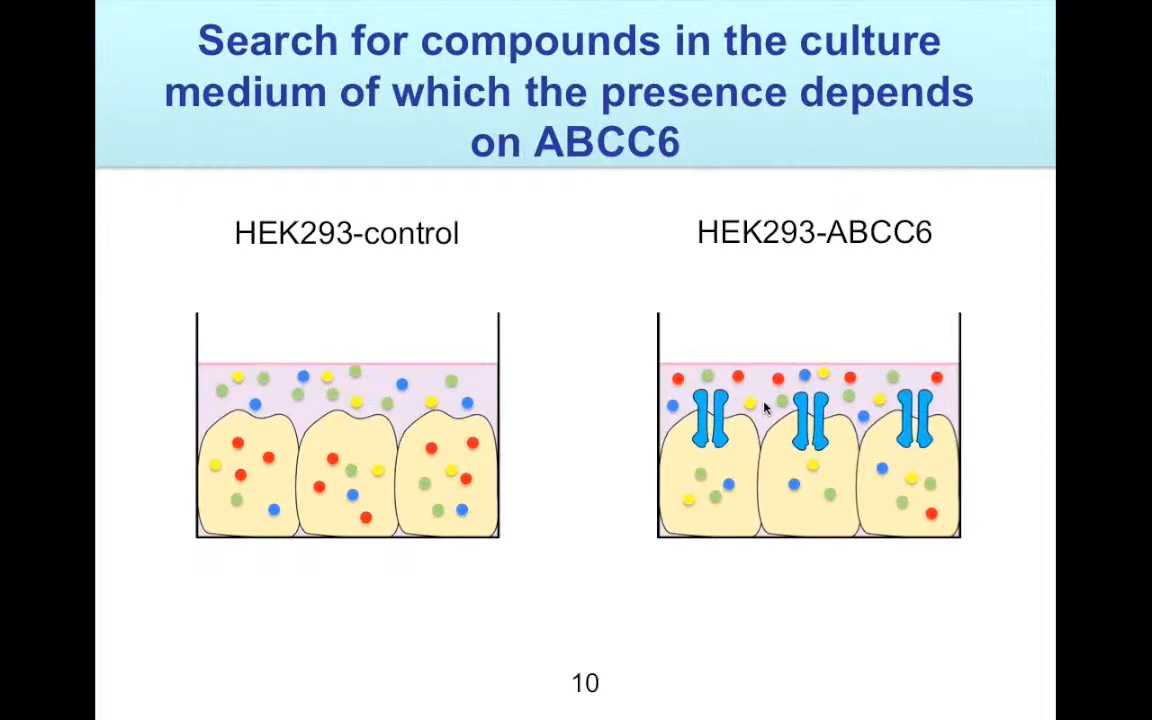 Search for compounds in the culture
medium of which the presence depends
on ABCC6
HEK293-control
HEK293-ABCC6
10